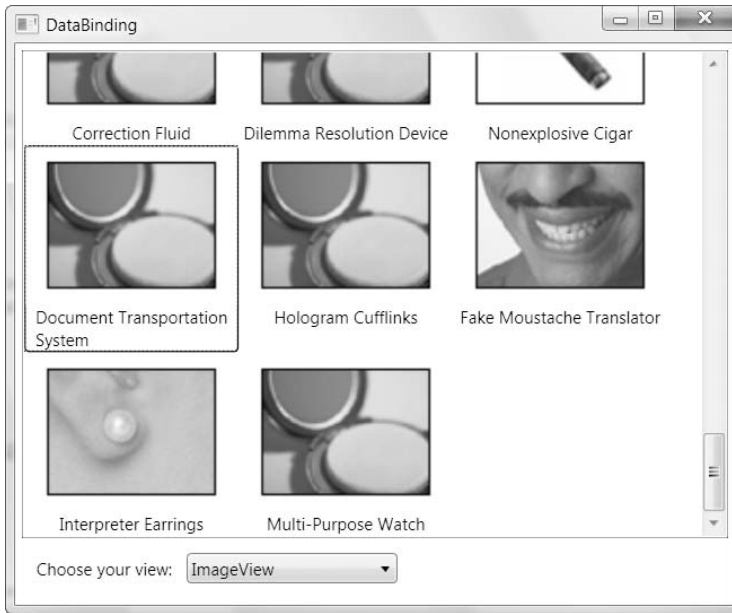 DataBinding
Correction Fluid
Dilemma Resolution Device
Nonexplosive Cigar
Document Transportation
System
Hologram Cufflinks
Fake Moustache Translator
Interpreter Earrings
Multi-Purpose Watch
Choose your view: ImageView